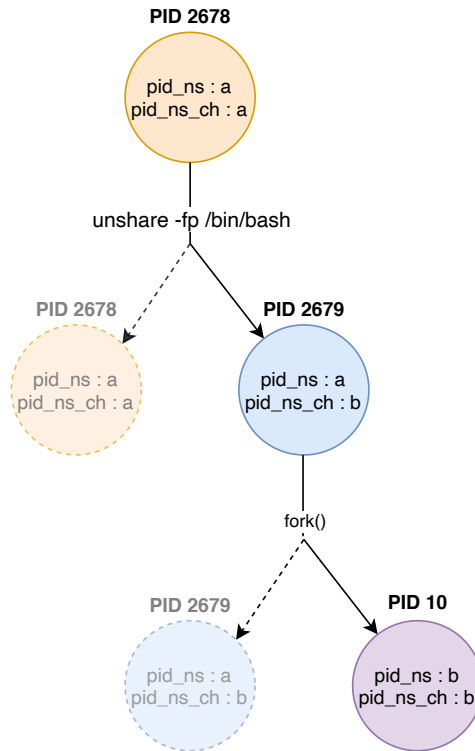 PID 2678
pid_ns : a
pid_ns_ch : a
unshare -fp /bin/bash
PID 2678
pid_ns : a
pid_ns_ch : a
PID 2679
pid_ns : a
pid_ns_ch : b
fork()
PID 2679
pid_ns : a
pid_ns_ch : b
PID 10
pid_ns : b
pid_ns_ch : b